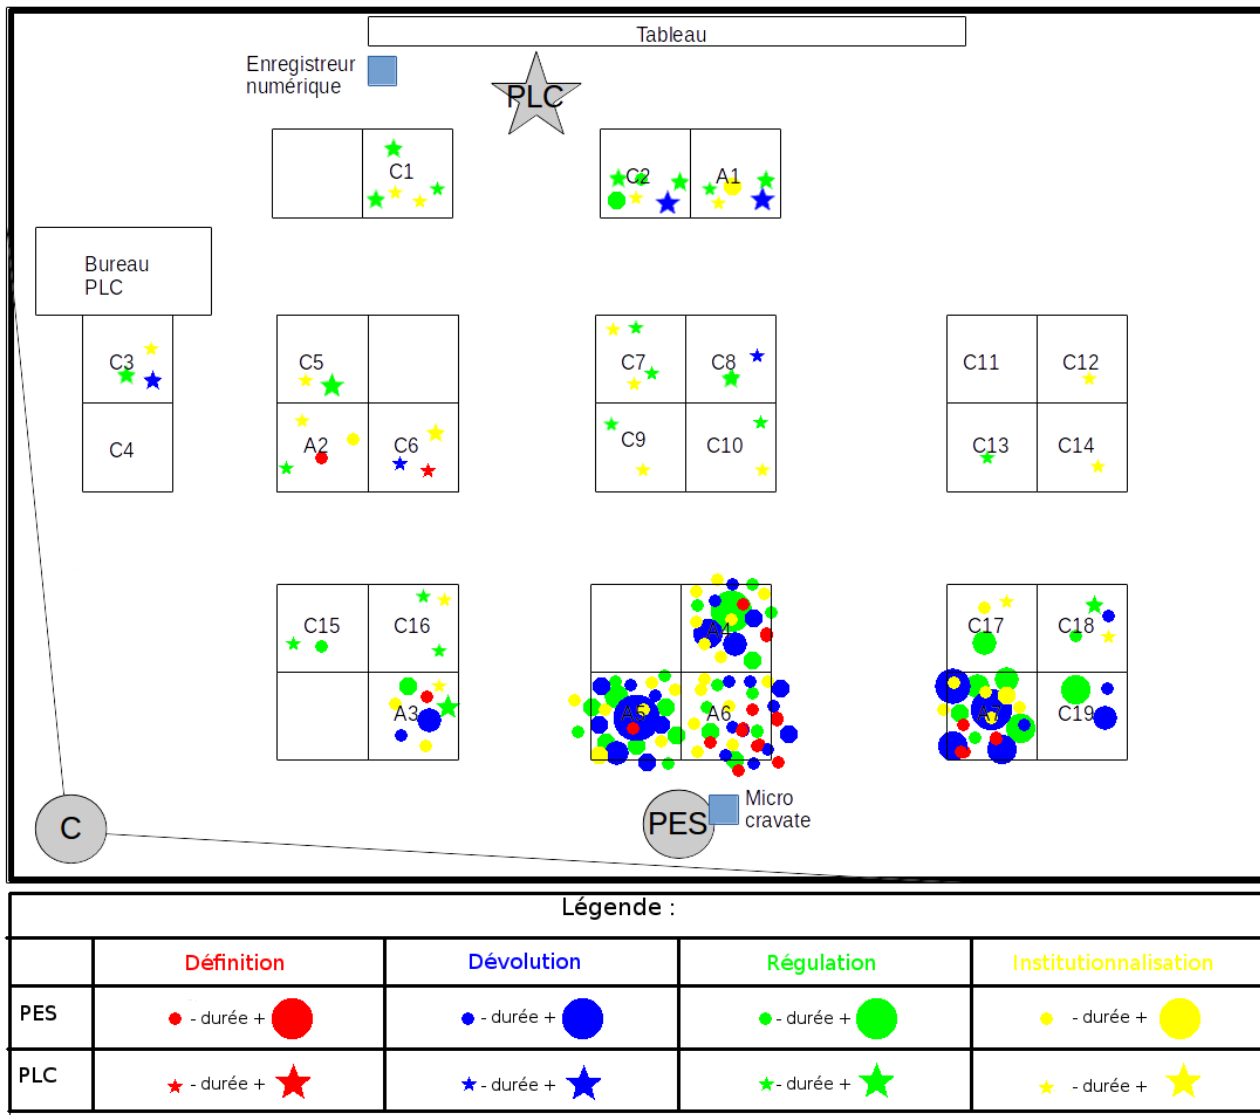 Tableau
Enregistreur
numérique
PLC
C1
C2
A1
Bureau
PLC
C3
C5
C7
C8
C11
C12
C4
A2
C6
C9
C10
C13
C14
C15
C16
A4
C17
C18
A3
A5
A6
A7
C19
C
PES
Micro
cravate
Légende :
Définition
Dévolution
Régulation
Institutionnalisation
PES
- durée +
- durée +
- durée +
- durée +
PLC
- durée +
- durée +
- durée +
- durée +